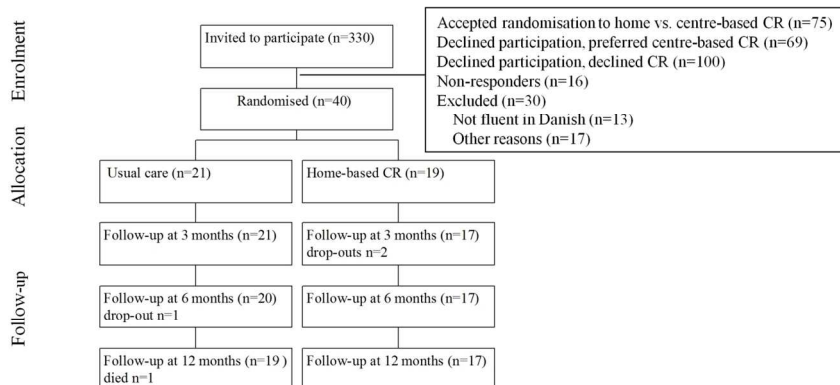 Enrolment
Invited to participate (n=330)
Accepted randomisation to home vs. centre-based CR (n=75)
Declined participation, preferred centre-based CR (n=69)
Declined participation, declined CR (n=100)
Non-responders (n=16)
Excluded (n=30)
Not fluent in Danish (n=13)
Other reasons (n=17)
Randomised (n=40)
Allocation
Usual care (n=21)
Home-based CR (n=19)
Follow-up
Follow-up at 3 months (n=21)
Follow-up at 3 months (n=17)
drop-outs n=2
Follow-up at 6 months (n=20)
drop-out n=1
Follow-up at 6 months (n=17)
Follow-up at 12 months (n=19 )
died n=1
Follow-up at 12 months (n=17)